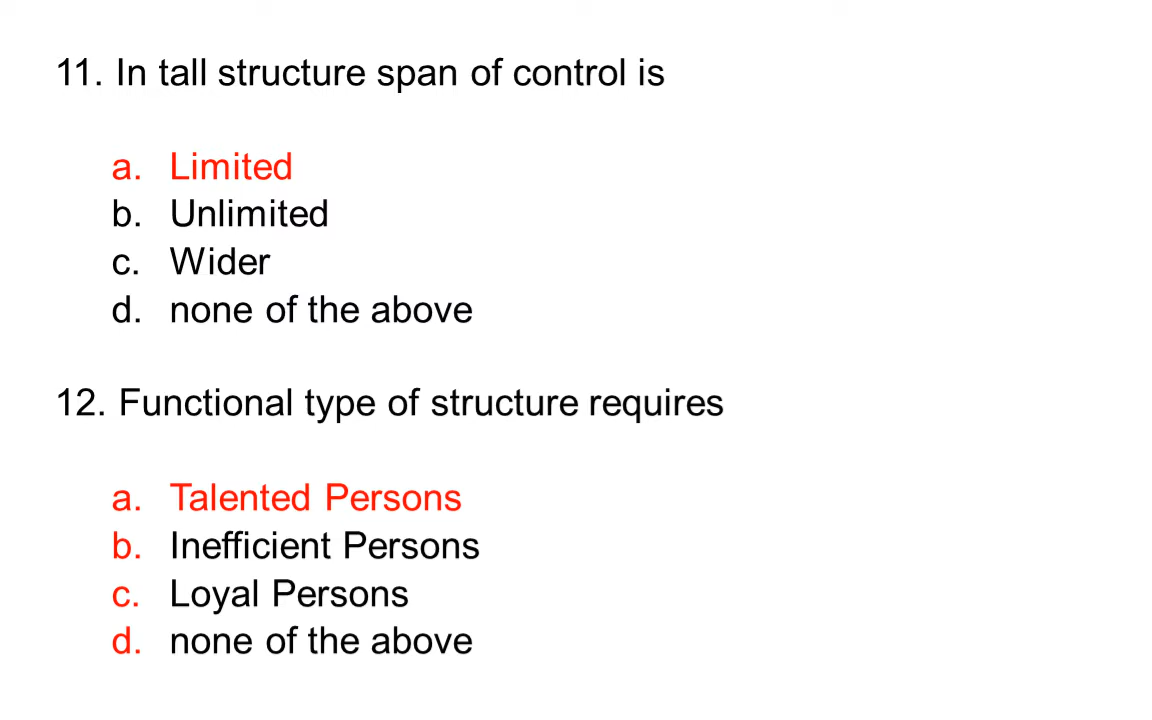 11. In tall structure span of control is
a. Limited
b. Unlimited
c. Wider
d. none of the above
12. Functional type of structure requires
a. Talented Persons
b. Inefficient Persons
c. Loyal Persons
d. none of the above